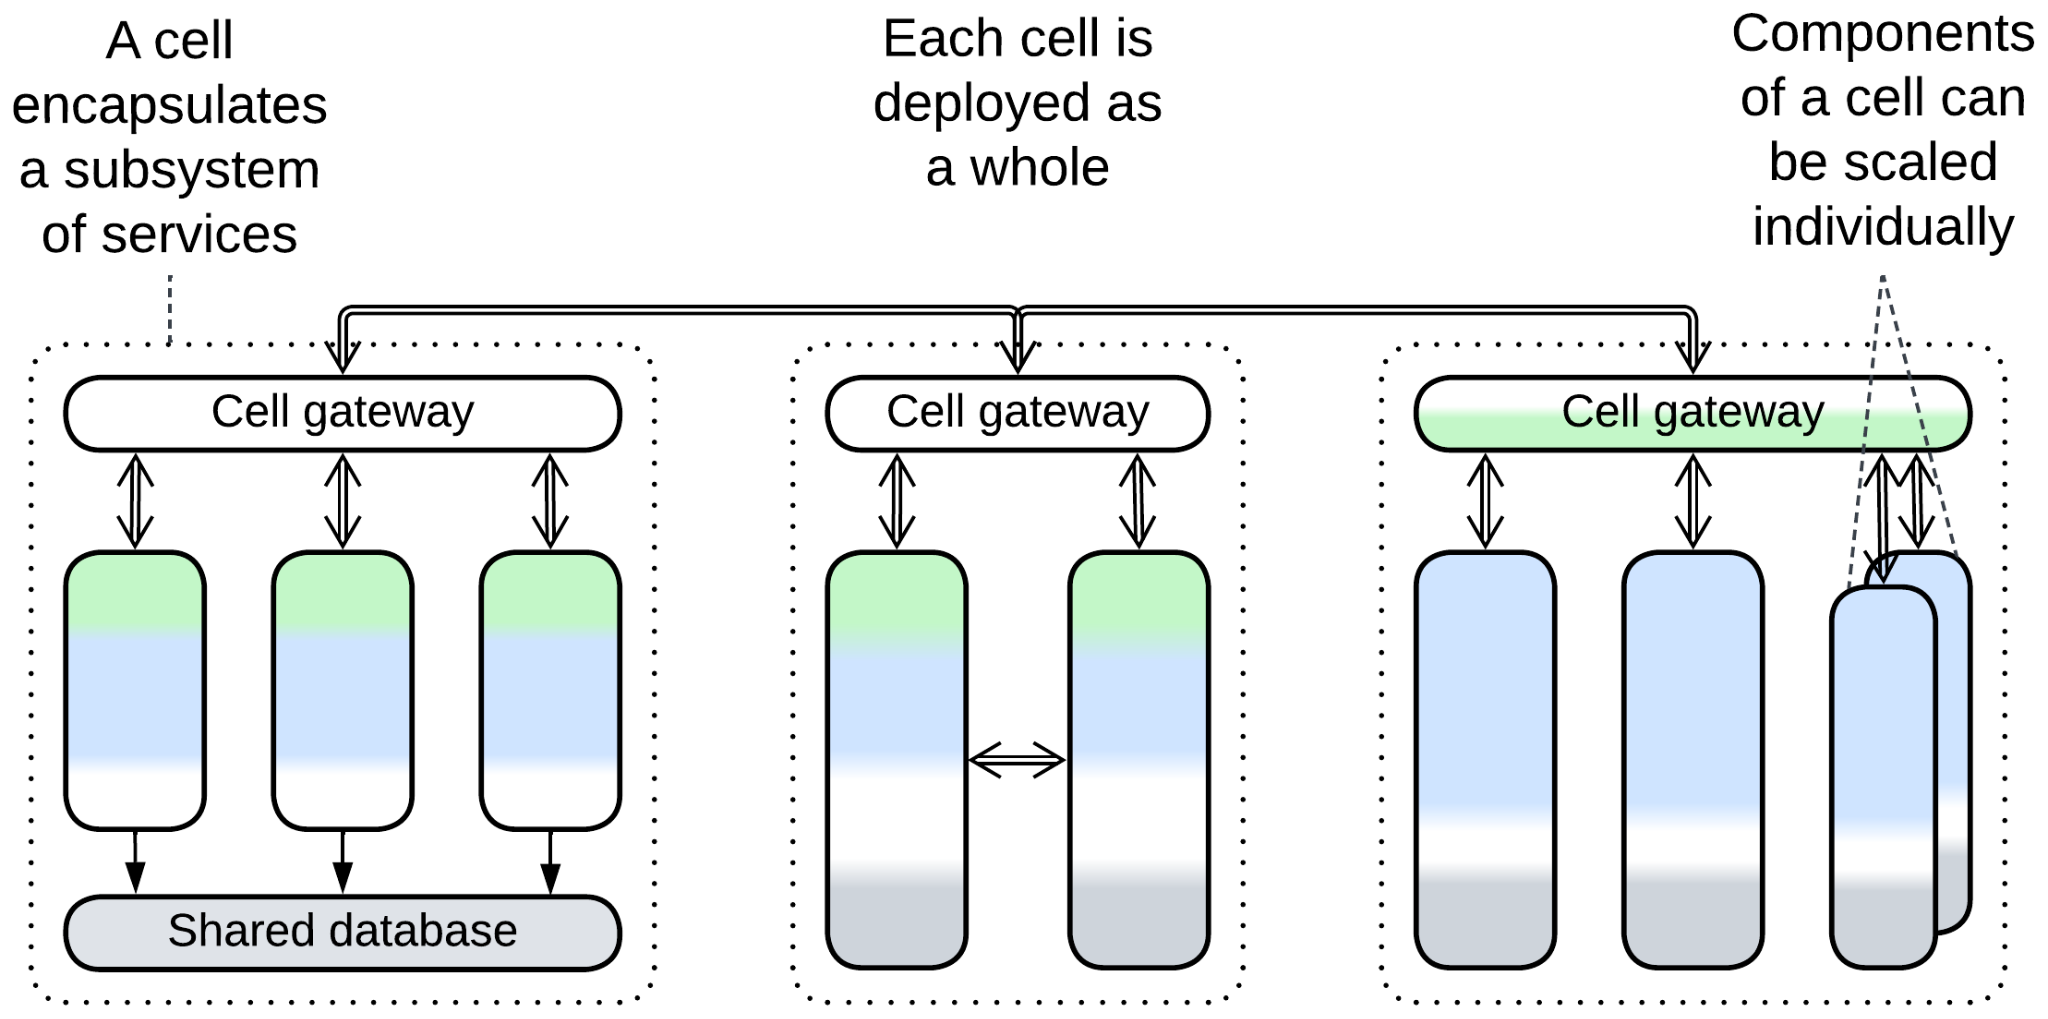 A cell
encapsulates
a subsystem
of services
Each cell is
deployed as
a whole
Components
of a cell can
be scaled
individually
Cell gateway
Cell gateway
Cell gateway
Shared database